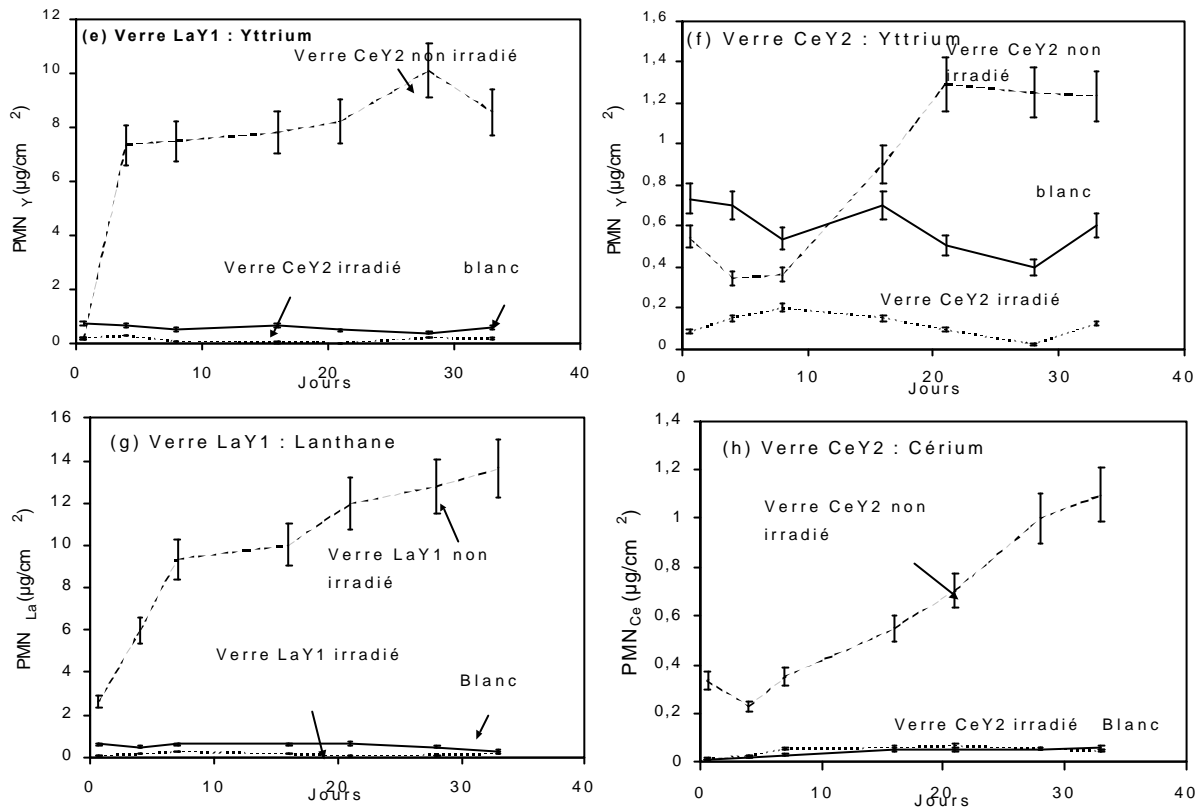 (e) Verre LaY1 : Yttrium
Verre CeY2 non irradié
Verre CeY2 irradié
blanc
PMN Y (µg/cm 2)
12
10
8
6
4
2
0
0
10
20
30
40
Jours
(f) Verre CeY2 : Yttrium
Verre CeY2 non
irradié
blanc
Verre CeY2 irradié
PMN Y (µg/cm 2)
1,6
1,4
1,2
1
0,8
0,6
0,4
0,2
0
0
10
20
30
40
Jours
(g) Verre LaY1 : Lanthane
Verre LaY1 non
irradié
Verre LaY1 irradié
Blanc
PMN La (µg/cm 2)
16
14
12
10
8
6
4
2
0
0
10
20
30
40
Jours
(h) Verre CeY2 : Cérium
Verre CeY2 non
irradié
Verre CeY2 irradié
Blanc
PMNCe (µg/cm 2)
1,4
1,2
1
0,8
0,6
0,4
0,2
0
0
10
20
30
40
Jours